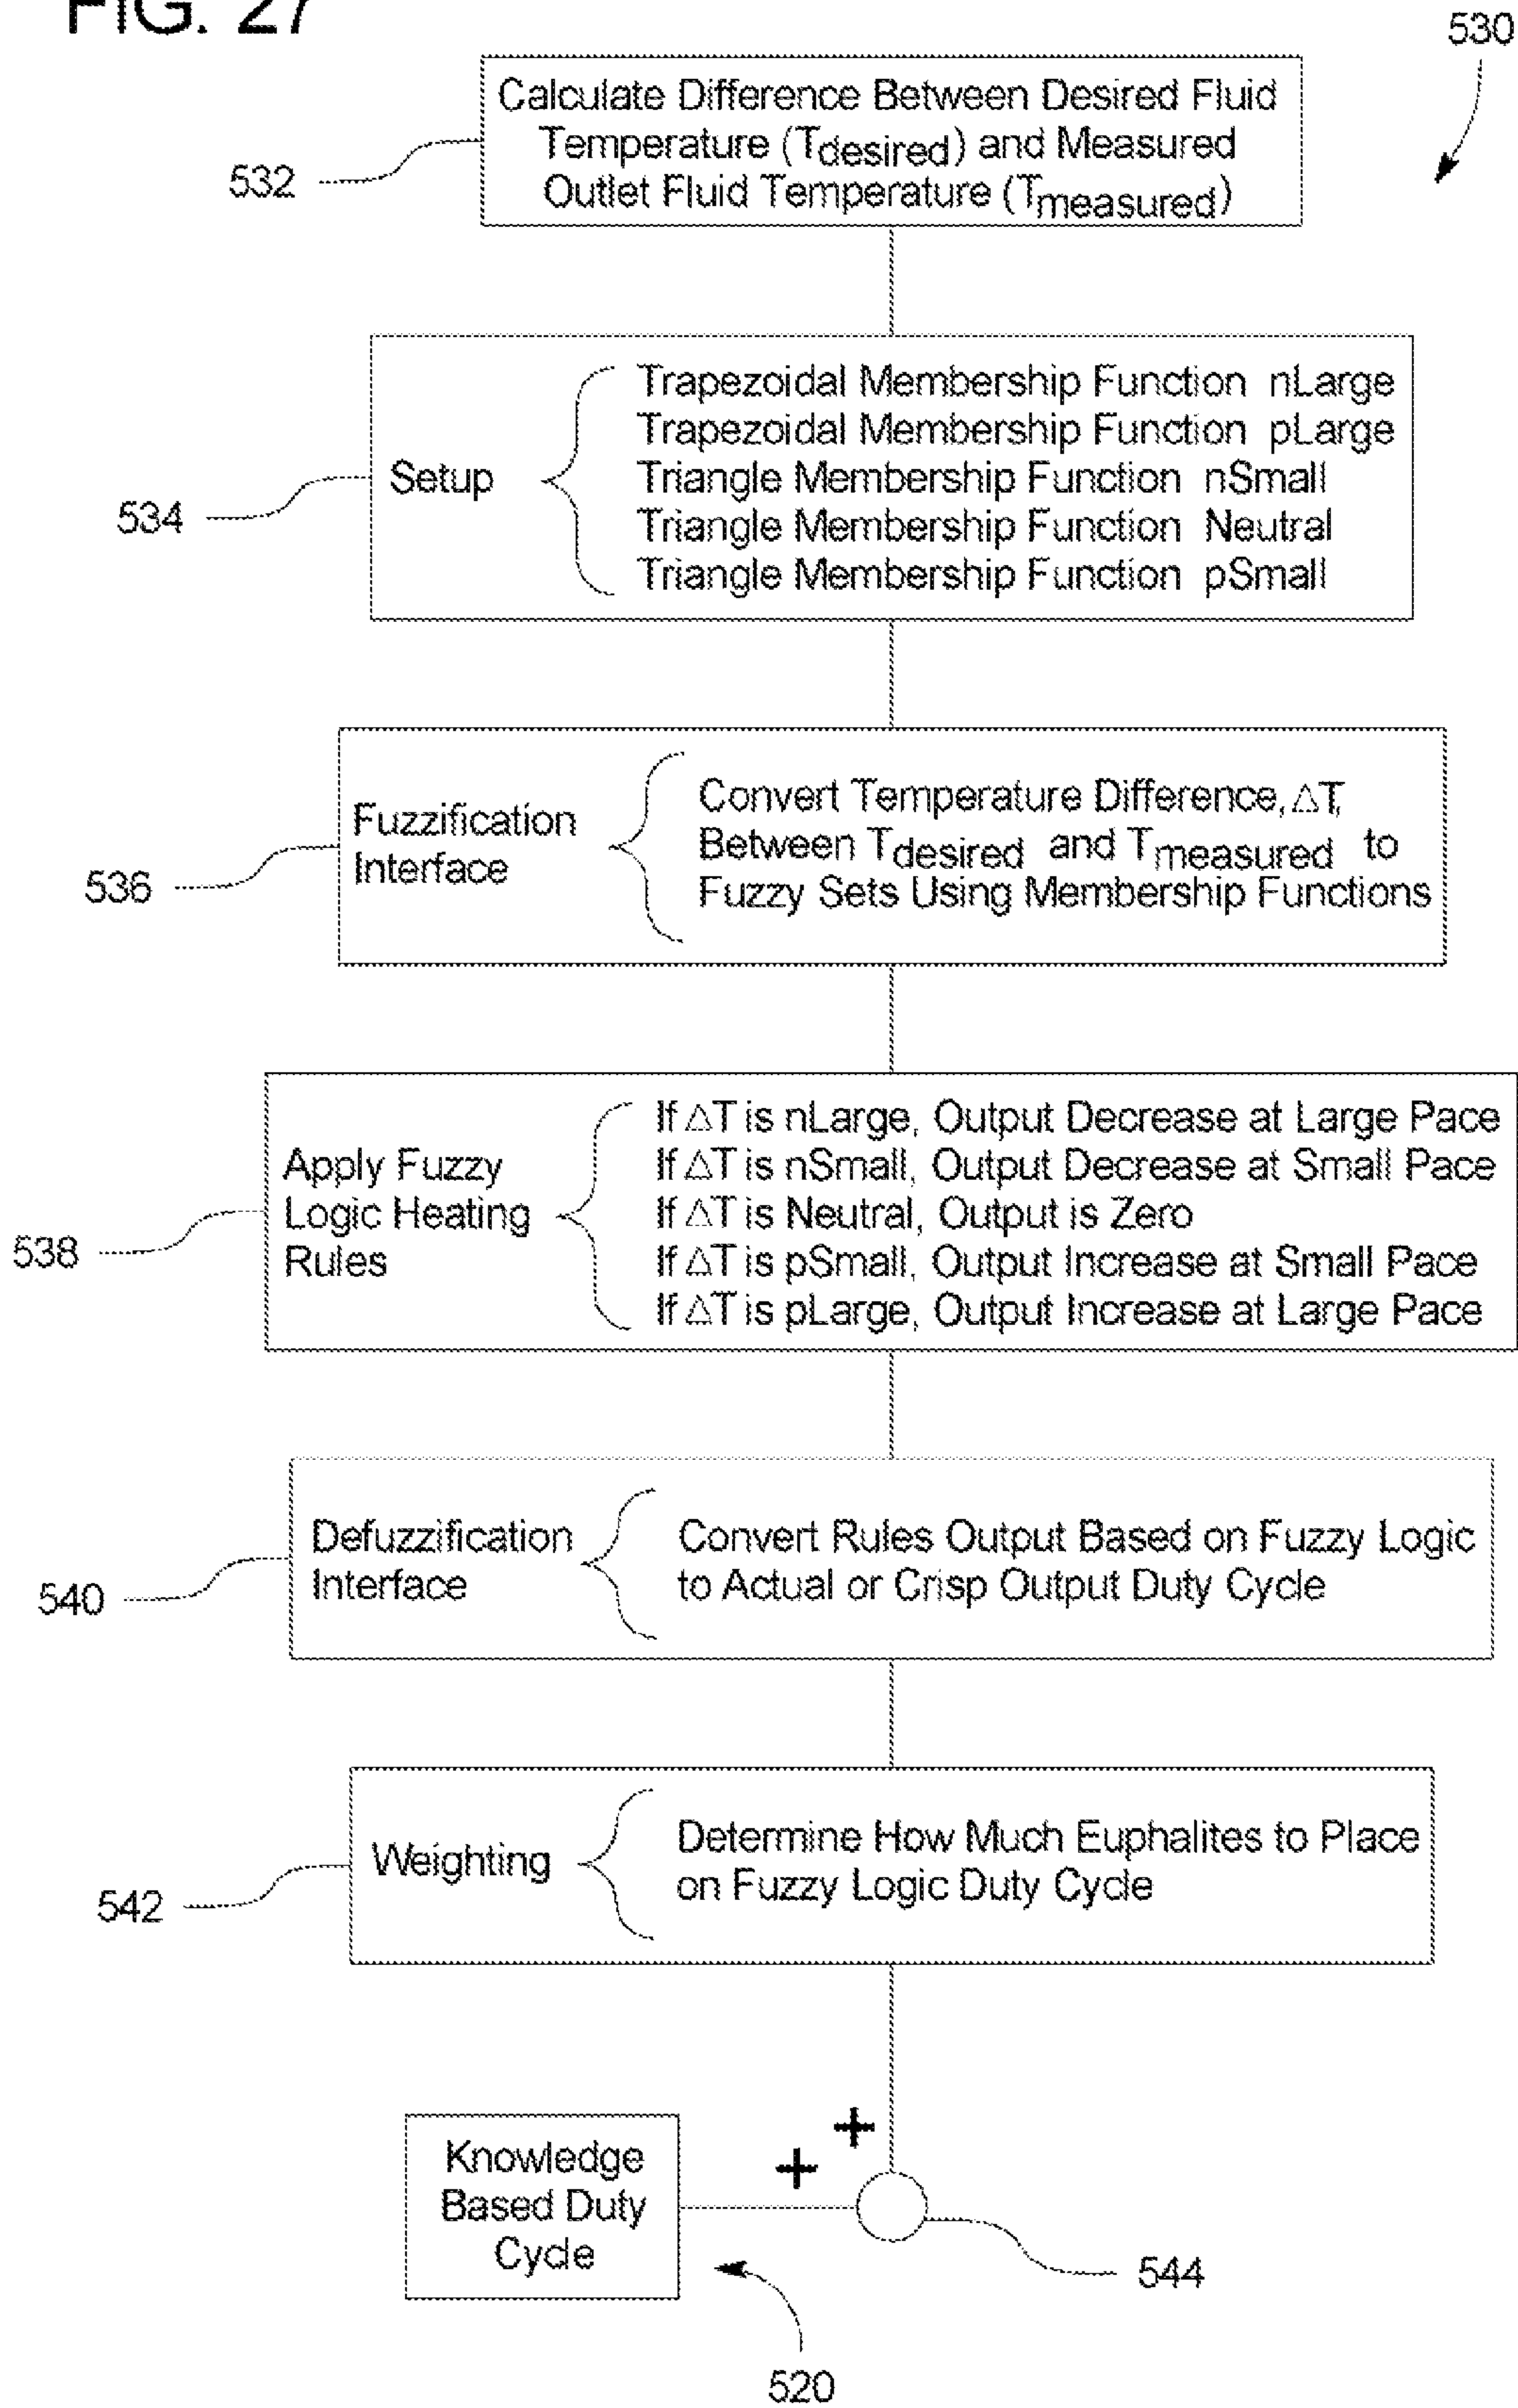 FIG. 27
530
Calculate Difference Between Desired Fluid
Temperature (Tdesired) and Measured
Outlet Fluid Temperature (Tmeasured)
532
Setup
Trapezoidal Membership Function nLarge
Trapezoidal Membership Function pLarge
Triangle Membership Function nSmall
Triangle Membership Function Neutral
Triangle Membership Function pSmall
534
Fuzzification
Interface
Convert Temperature Difference, △T,
Between Tdesired and Tmeasured to
Fuzzy Sets Using Membership Functions
536
Apply Fuzzy
Logic Heating
Rules
If △T is nLarge, Output Decrease at Large Pace
If △T is nSmall, Output Decrease at Small Pace
If △T is Neutral, Output is Zero
If △T is pSmall, Output Increase at Small Pace
If △T is pLarge, Output Increase at Large Pace
538
Defuzzification
Interface
Convert Rules Output Based on Fuzzy Logic
to Actual or Crisp Output Duty Cycle
540
Weighting
Determine How Much Euphalites to Place
on Fuzzy Logic Duty Cycle
542
+
+
Knowledge
Based Duty
Cycle
544
520